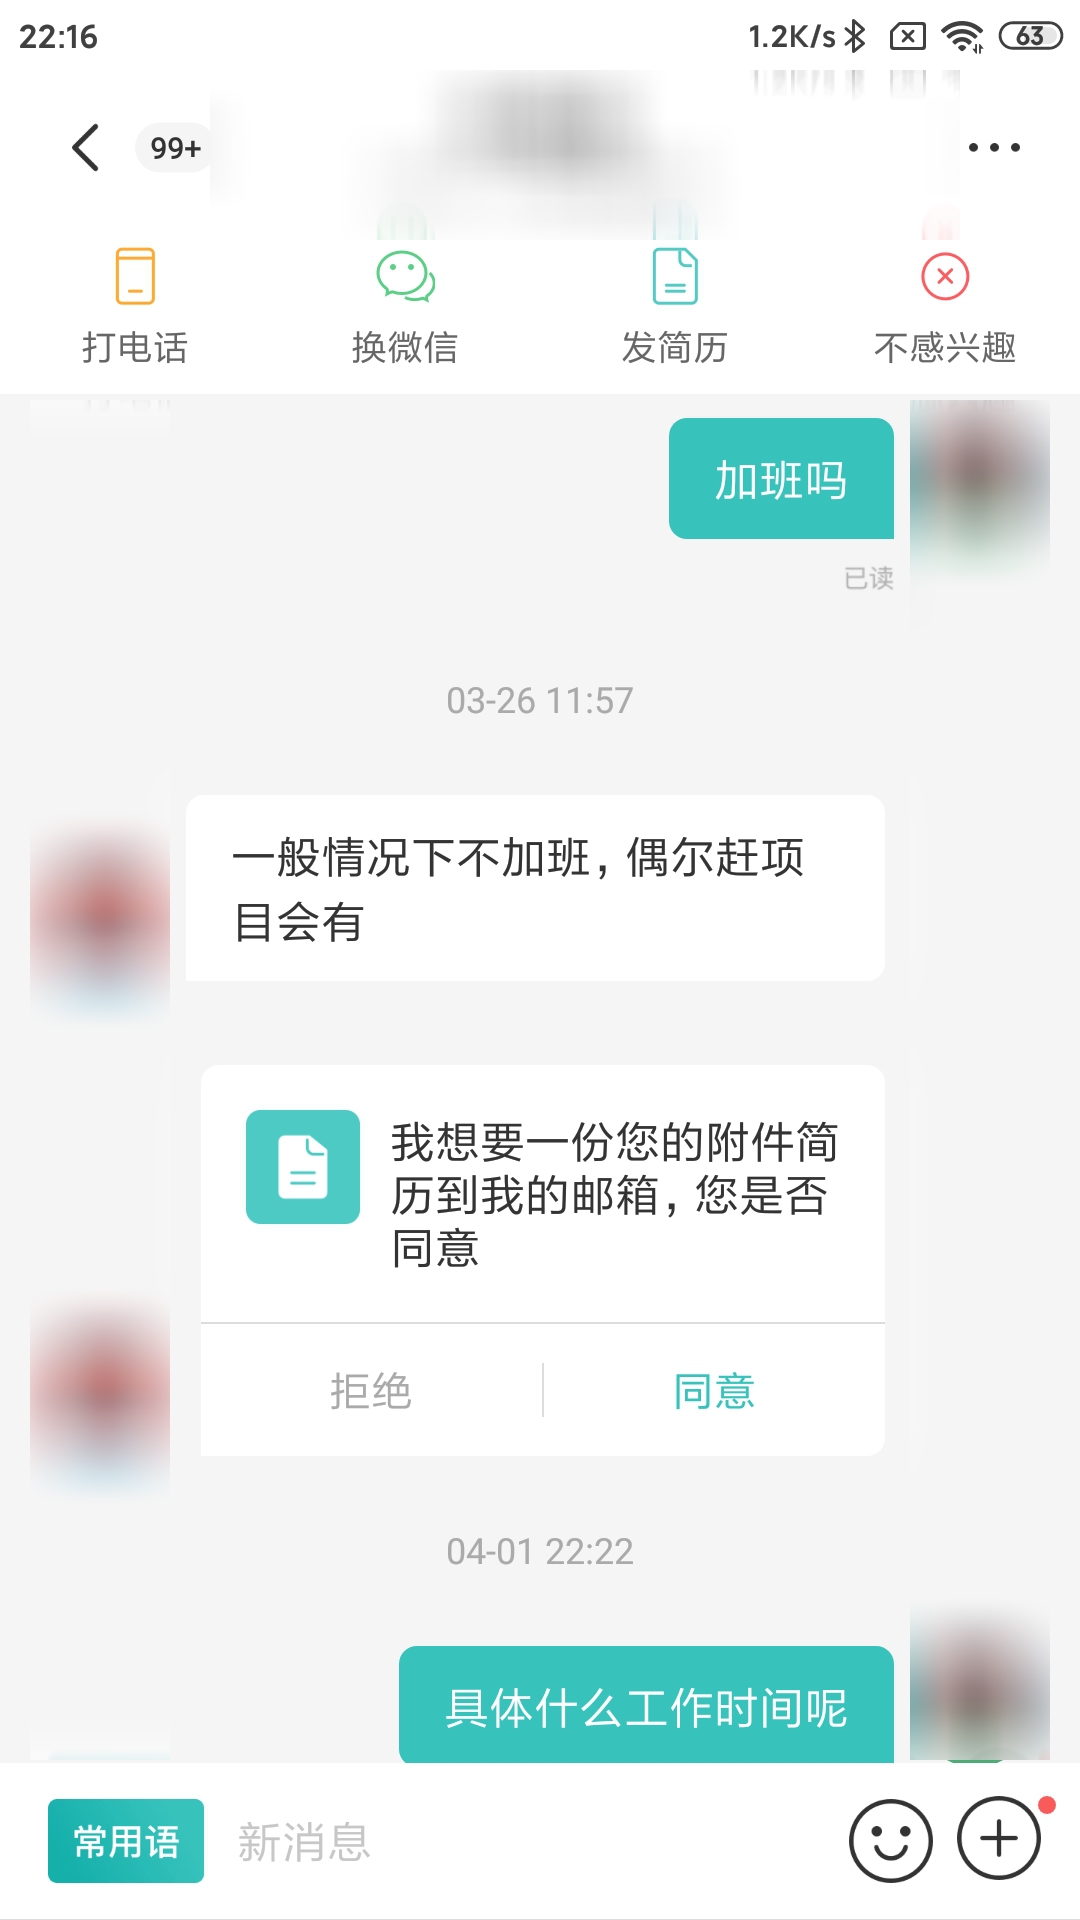 22:16
1.2K/s
63
99+
打电话
换微信
发简历
不感兴趣
加班吗
已读
03-26 11:57
一般情况下不加班，偶尔赶项
目会有
我想要一份您的附件简
历到我的邮箱，您是否
同意
拒绝
同意
04-01 22:22
具体什么工作时间呢
常用语
新消息